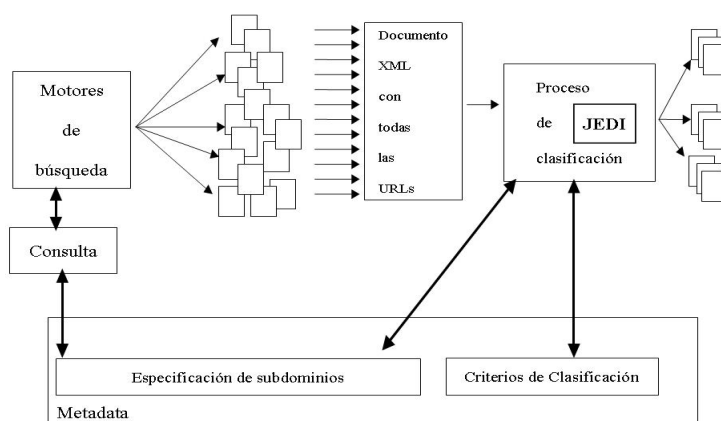 Motores
de
búsqueda
Consulta
Documento
XML
con
todas
las
URLs
Proceso
de JEDI
clasificación
Especificación de subdominios
Criterios de Clasificación
Metadata